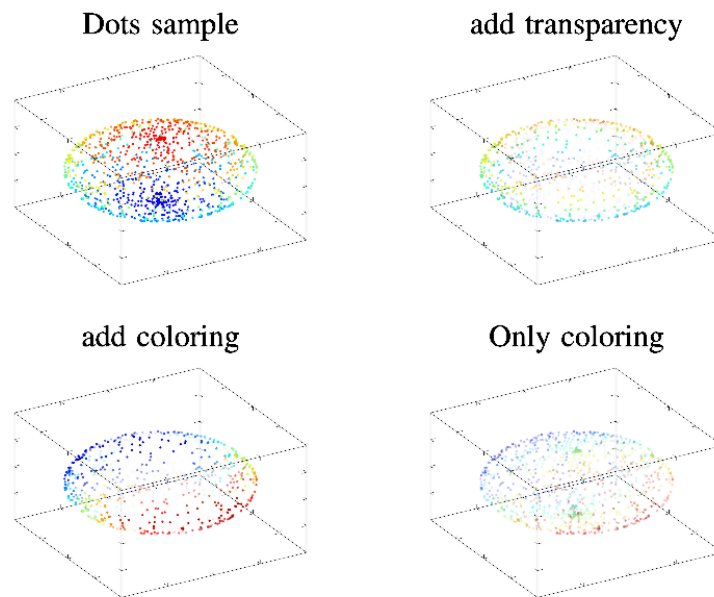 Dots sample
add transparency
add coloring
Only coloring